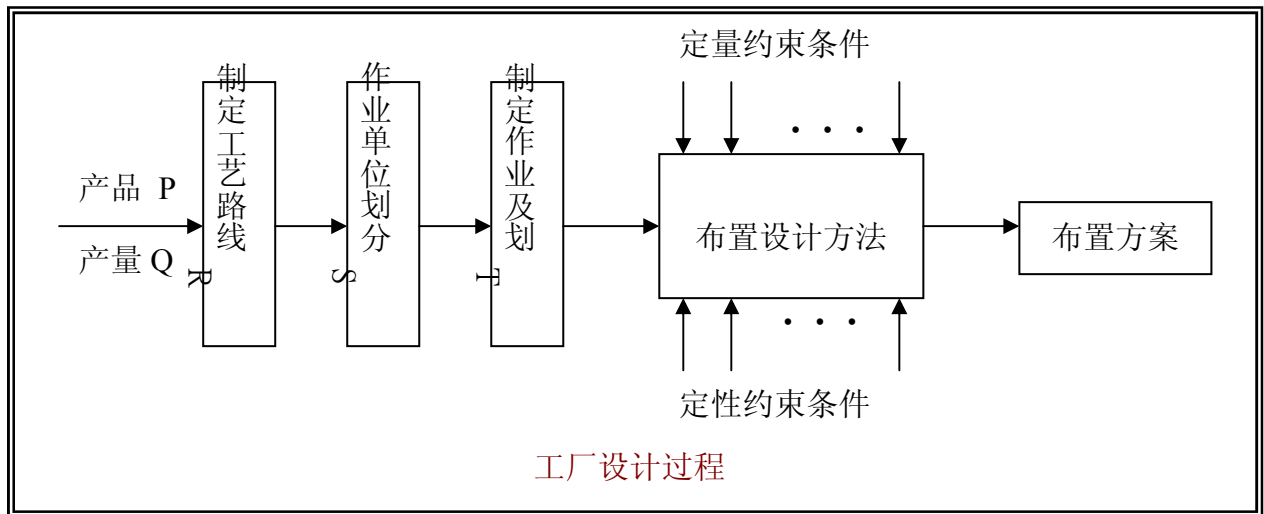 产品 P
产量 Q
制定工艺路线
R
作业单位划分
S
制定作业及划
T
定量约束条件
• • •
布置设计方法
• • •
定性约束条件
布置方案
工厂设计过程